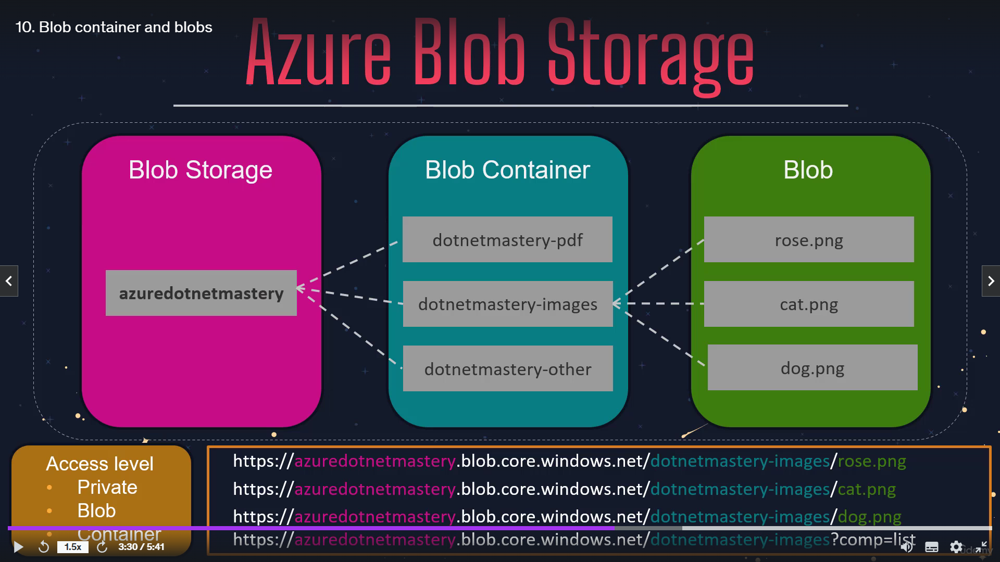 10. Blob container and blobs
Azure Blob Storage
Blob Storage
azuredotnetmastery
Blob Container
dotnetmastery-pdf
dotnetmastery-images
dotnetmastery-other
Blob
rose.png
cat.png
dog.png
Access level
• Private
• Blob
• Container
https://azuredotnetmastery.blob.core.windows.net/dotnetmastery-images/rose.png
https://azuredotnetmastery.blob.core.windows.net/dotnetmastery-images/cat.png
https://azuredotnetmastery.blob.core.windows.net/dotnetmastery-images/dog.png
https://azuredotnetmastery.blob.core.windows.net/dotnetmastery-images?comp=list
1.5x
3:30 / 5:41
Udemy